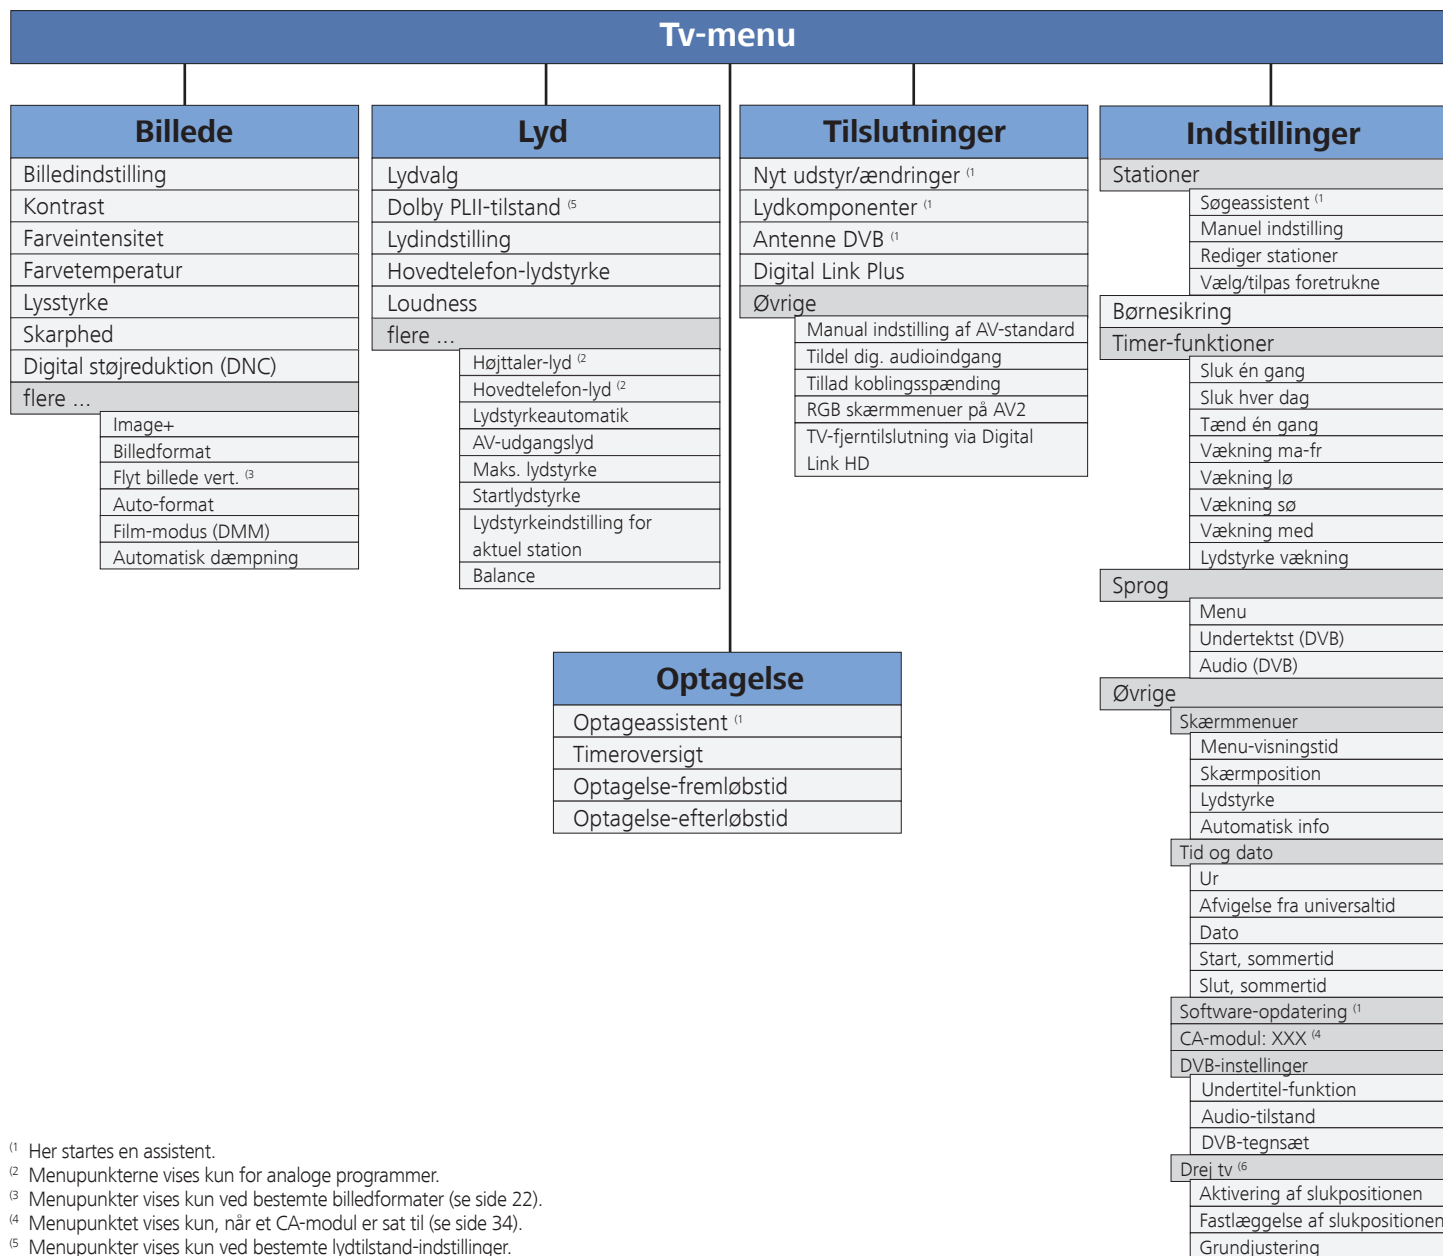 Tv-menu
Billede
Billedindstilling
Kontrast
Farveintensitet
Farvetemperatur
Lysstyrke
Skarphed
Digital støjreduktion (DNC)
flere ...
Image+
Billedformat
Flyt billede vert. (3
Auto-format
Film-modus (DMM)
Automatisk dæmpning
Lyd
Lydvalg
Dolby PLII-tilstand (5
Lydindstilling
Hovedtelefon-lydstyrke
Loudness
flere ...
Højttaler-lyd (2
Hovedtelefon-lyd (2
Lydstyrkeautomatik
AV-udgangslyd
Maks. lydstyrke
Startlydstyrke
Lydstyrkeindstilling for
aktuel station
Balance
Optagelse
Optageassistent (1
Timeroversigt
Optagelse-fremløbstid
Optagelse-efterløbstid
Tilslutninger
Nyt udstyr/ændringer (1
Lydkomponenter (1
Antenne DVB (1
Digital Link Plus
Øvrige
Manual indstilling af AV-standard
Tildel dig. audioindgang
Tillad koblingsspænding
RGB skærmmenuer på AV2
TV-fjerntilslutning via Digital
Link HD
Indstillinger
Stationer
Søgeassistent (1
Manuel indstilling
Rediger stationer
Vælg/tilpas foretrukne
Børnesikring
Timer-funktioner
Sluk én gang
Sluk hver dag
Tænd én gang
Vækning ma-fr
Vækning lø
Vækning sø
Vækning med
Lydstyrke vækning
Sprog
Menu
Undertektst (DVB)
Audio (DVB)
Øvrige
Skærmmenuer
Menu-visningstid
Skærmposition
Lydstyrke
Automatisk info
Tid og dato
Ur
Afvigelse fra universaltid
Dato
Start, sommertid
Slut, sommertid
Software-opdatering (1
CA-modul: XXX (4
DVB-instellinger
Undertitel-funktion
Audio-tilstand
DVB-tegnsæt
Drej tv (6
Aktivering af slukpositionen
Fastlæggelse af slukpositionen
Grundjustering
(1 Her startes en assistent.
(2 Menupunkterne vises kun for analoge programmer.
(3 Menupunkter vises kun ved bestemte billedformater (se side 22).
(4 Menupunktet vises kun, når et CA-modul er sat til (se side 34).
(5 Menupunkter vises kun ved bestemte lydtilstand-indstillinger.